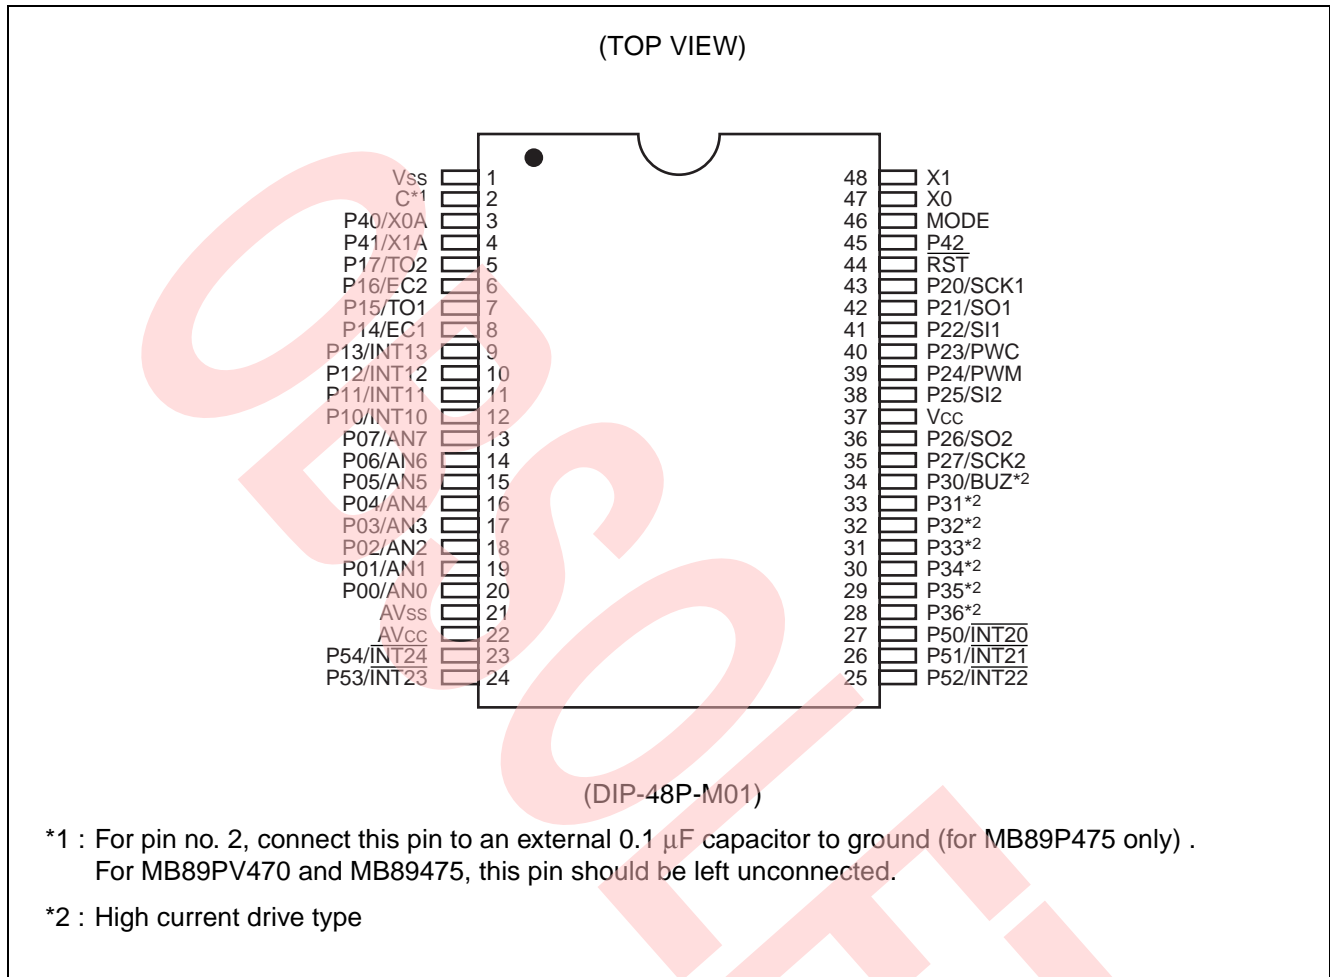 (TOP VIEW)
Vss 1 48 X1
C*1 2 47 X0
P40/X0A 3 46 MODE
P41/X1A 4 45 P42
P17/TO2 5 44 RST
P16/EC2 6 43 P20/SCK1
P15/TO1 7 42 P21/SO1
P14/EC1 8 41 P22/SI1
P13/INT13 9 40 P23/PWC
P12/INT12 10 39 P24/PWM
P11/INT11 11 38 P25/SI2
P10/INT10 12 37 Vcc
P07/AN7 13 36 P26/SO2
P06/AN6 14 35 P27/SCK2
P05/AN5 15 34 P30/BUZ*2
P04/AN4 16 33 P31*2
P03/AN3 17 32 P32*2
P02/AN2 18 31 P33*2
P01/AN1 19 30 P34*2
P00/AN0 20 29 P35*2
AVss 21 28 P36*2
AVcc 22 27 P50/INT20
P54/INT24 23 26 P51/INT21
P53/INT23 24 25 P52/INT22
(DIP-48P-M01)
*1 : For pin no. 2, connect this pin to an external 0.1 µF capacitor to ground (for MB89P475 only) .
For MB89PV470 and MB89475, this pin should be left unconnected.
*2 : High current drive type